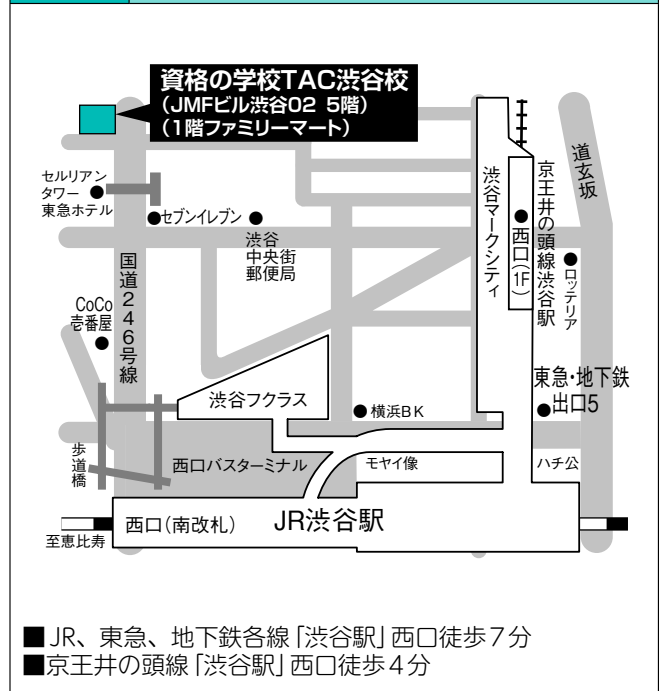 資格の学校TAC渋谷校
(JMFビル渋谷02 5階)
(1階ファミリーマート)
セルリアン
タワー
東急ホテル
セブンイレブン
渋谷
中央街
郵便局
国道246号線
CoCo
壱番屋
渋谷マークシティ
西口(1F)
京王井の頭線渋谷駅
道玄坂
ロッテリア
東急・地下鉄
出口5
渋谷フクラス
横浜BK
歩道橋
西口バスターミナル
モヤイ像
ハチ公
西口(南改札)
JR渋谷駅
至恵比寿
■JR、東急、地下鉄各線「渋谷駅」西口徒歩7分
■京王井の頭線「渋谷駅」西口徒歩4分